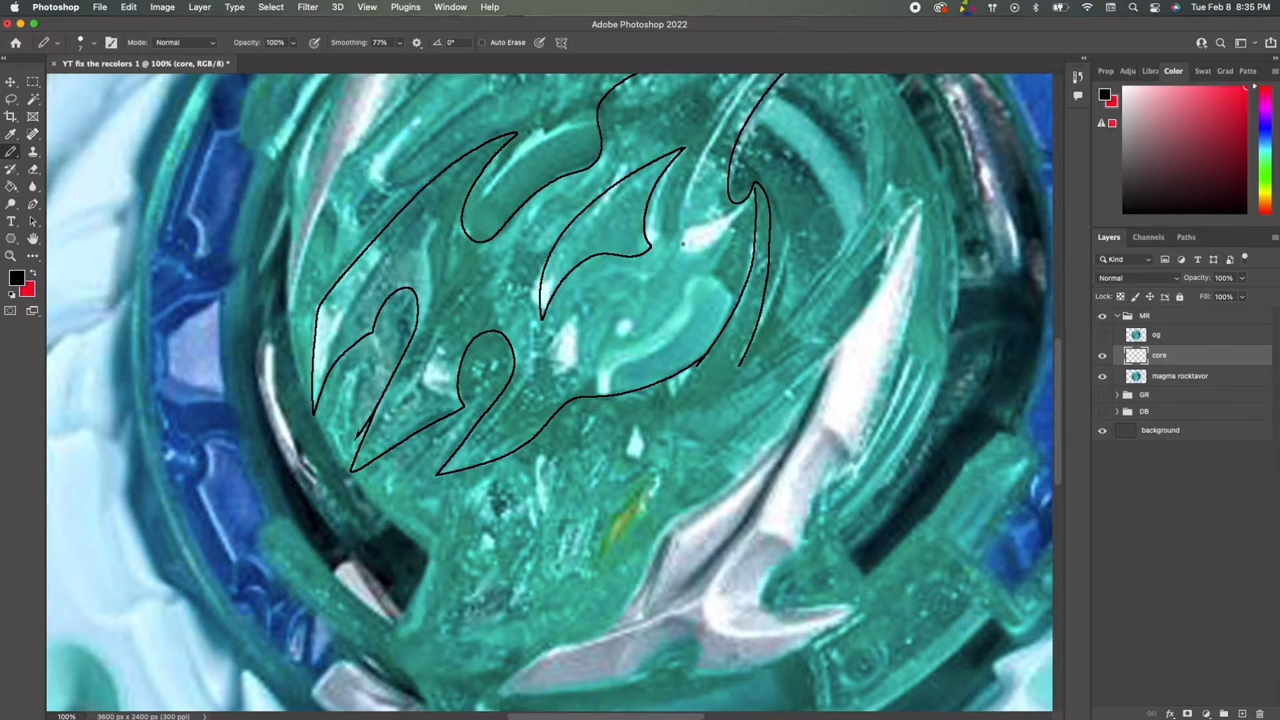 Photoshop File Edit Image Layer Type Select Filter 3D View Plugins Window Help Tue Feb 8 8:35 PM
Adobe Photoshop 2022
7 Mode: Normal Opacity: 100% Smoothing: 77% 0° Auto Erase
YT fix the recolors 1 @ 100% (core, RGB/8) *
Prop Adju Libra Color Swat Grad Patte
Layers Channels Paths
Kind
Normal Opacity: 100%
Lock: Fill: 100%
MR
og
core
magma rocktavor
GR
DB
background
100% 3600 px x 2400 px (300 ppi)